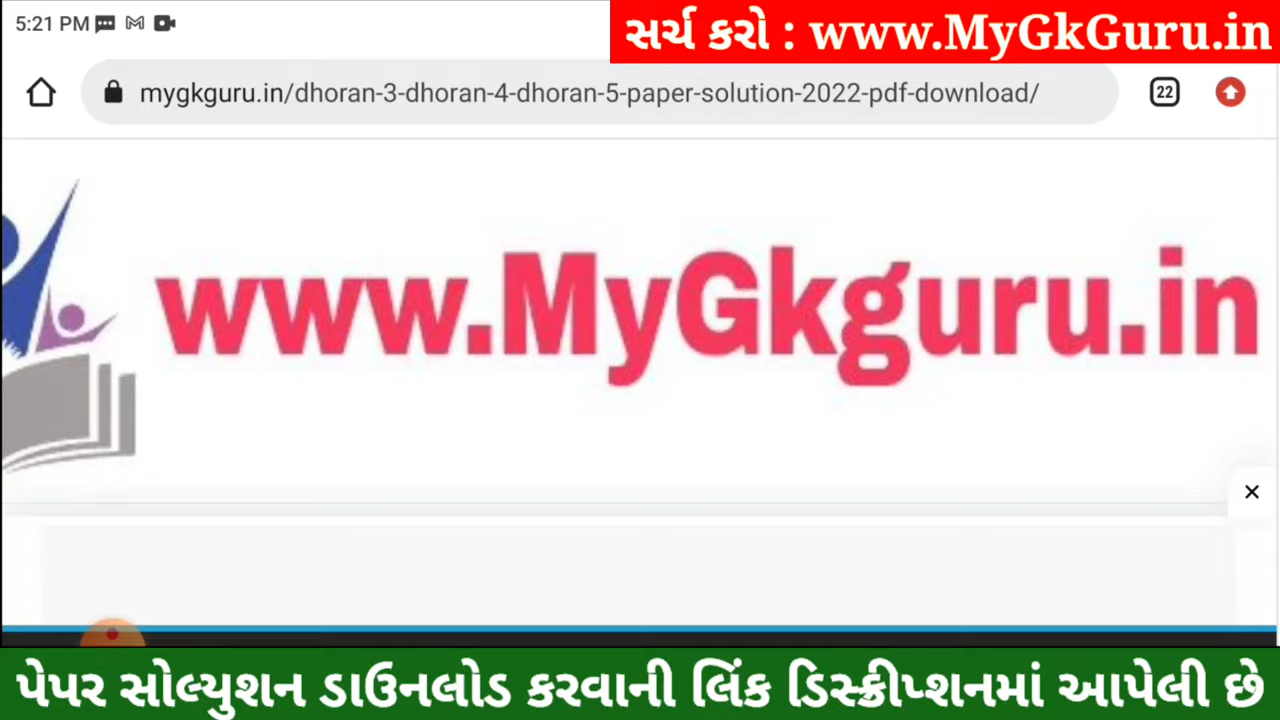 5:21 PM
સર્ચ કરો : www.MyGkGuru.in
mygkguru.in/dhoran-3-dhoran-4-dhoran-5-paper-solution-2022-pdf-download/
22
www.MyGkguru.in
પેપર સોલ્યુશન ડાઉનલોડ કરવાની લિંક ડિસ્ક્રીપ્શનમાં આપેલી છે